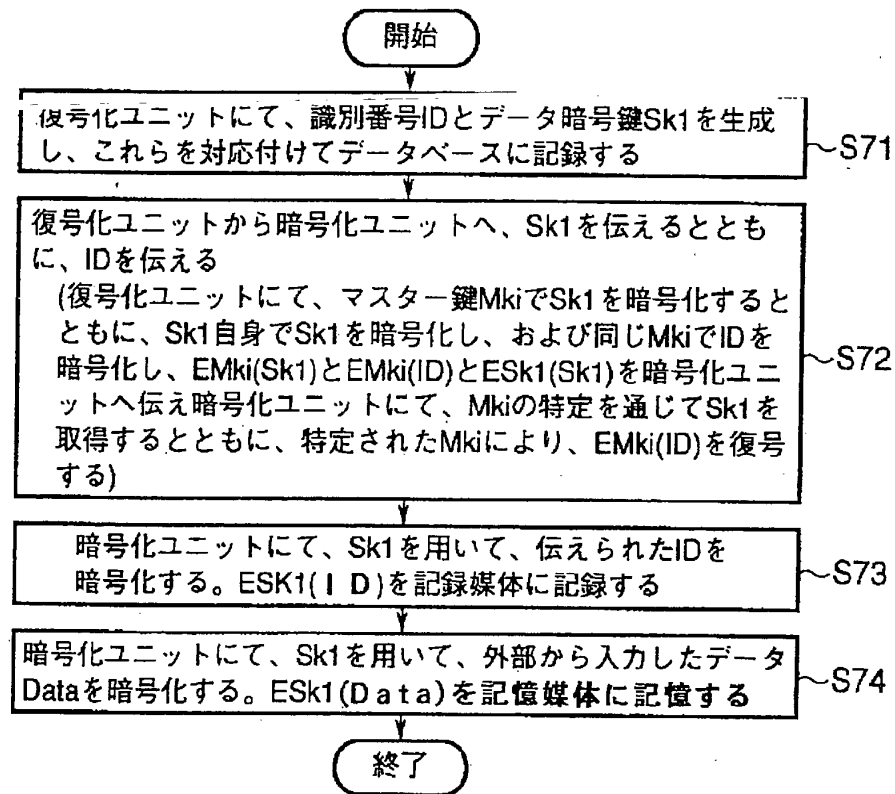 開始
復号化ユニットにて、識別番号IDとデータ暗号鍵Sk1を生成
し、これらを対応付けてデータベースに記録する
~S71
復号化ユニットから暗号化ユニットへ、Sk1を伝えるととも
に、IDを伝える
(復号化ユニットにて、マスター鍵MkiでSk1を暗号化すると
ともに、Sk1自身でSk1を暗号化し、および同じMkiでIDを
暗号化し、EMki(Sk1)とEMki(ID)とESk1(Sk1)を暗号化ユニ
ットへ伝え暗号化ユニットにて、Mkiの特定を通じてSk1を
取得するとともに、特定されたMkiにより、EMki(ID)を復号
する)
~S72
暗号化ユニットにて、Sk1を用いて、伝えられたIDを
暗号化する。ESK1(ID)を記録媒体に記録する
~S73
暗号化ユニットにて、Sk1を用いて、外部から入力したデータ
Dataを暗号化する。ESk1(Data)を記憶媒体に記憶する
~S74
終了